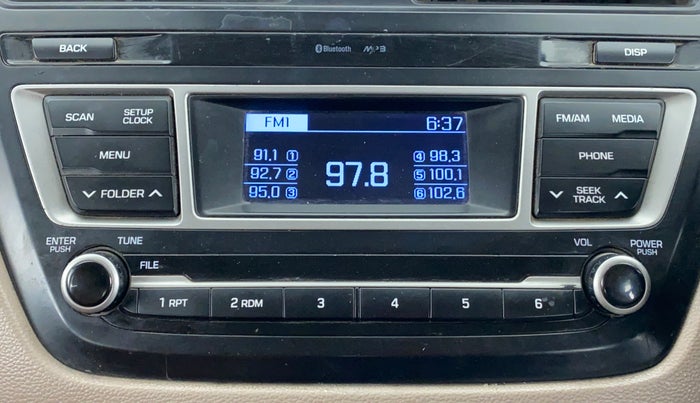 BACK
Bluetooth MP3
DISP
SCAN
SETUP CLOCK
MENU
FOLDER
FM1 6:37
91.1 1
92.7 2
95.0 3
97.8
4 98.3
5 100.1
6 102.6
FM/AM MEDIA
PHONE
SEEK TRACK
ENTER PUSH
TUNE
FILE
VOL
POWER PUSH
1 RPT 2 RDM 3 4 5 6